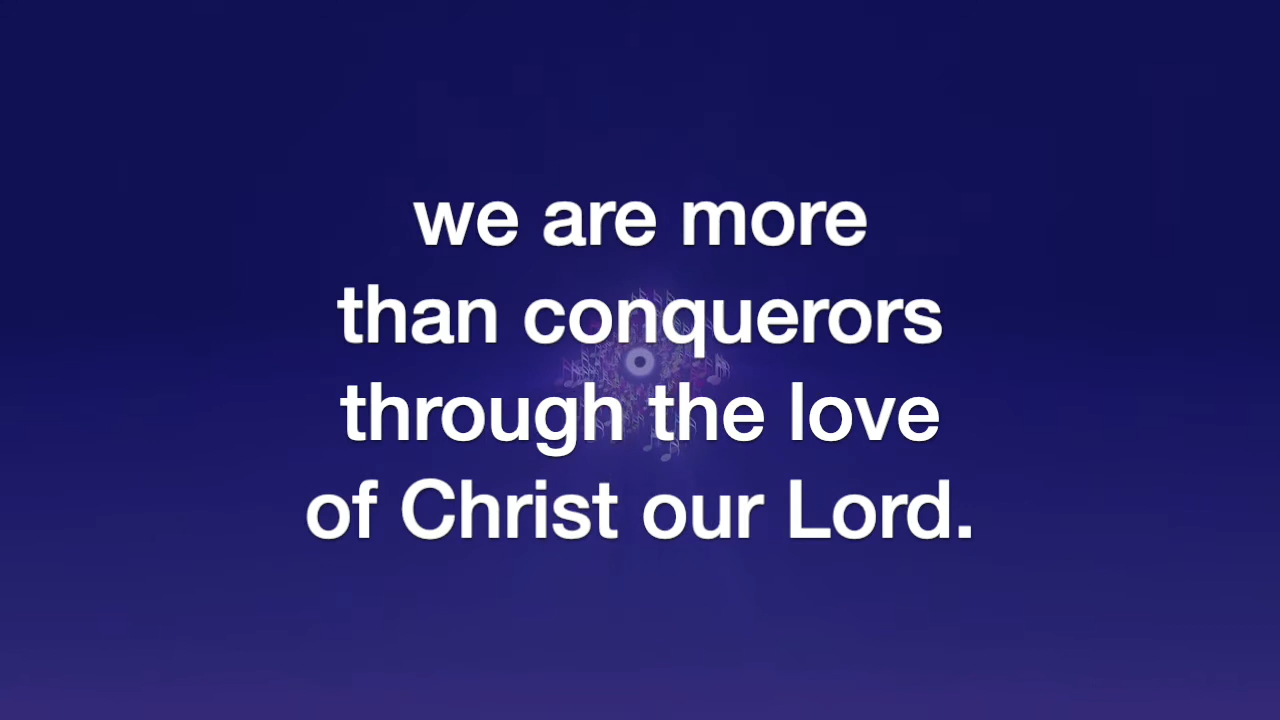 we are more
than conquerors
through the love
of Christ our Lord.